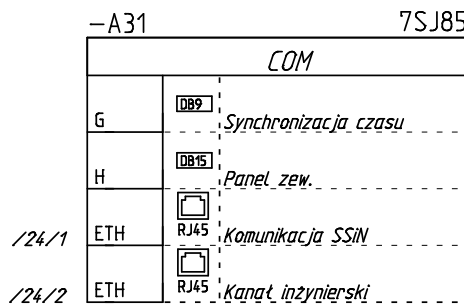 -A31 7SJ85
COM
G DB9 Synchronizacja czasu
H DB15 Panel zew.
/24/1 ETH RJ45 Komunikacja SSiN
/24/2 ETH RJ45 Kanał inżynierski